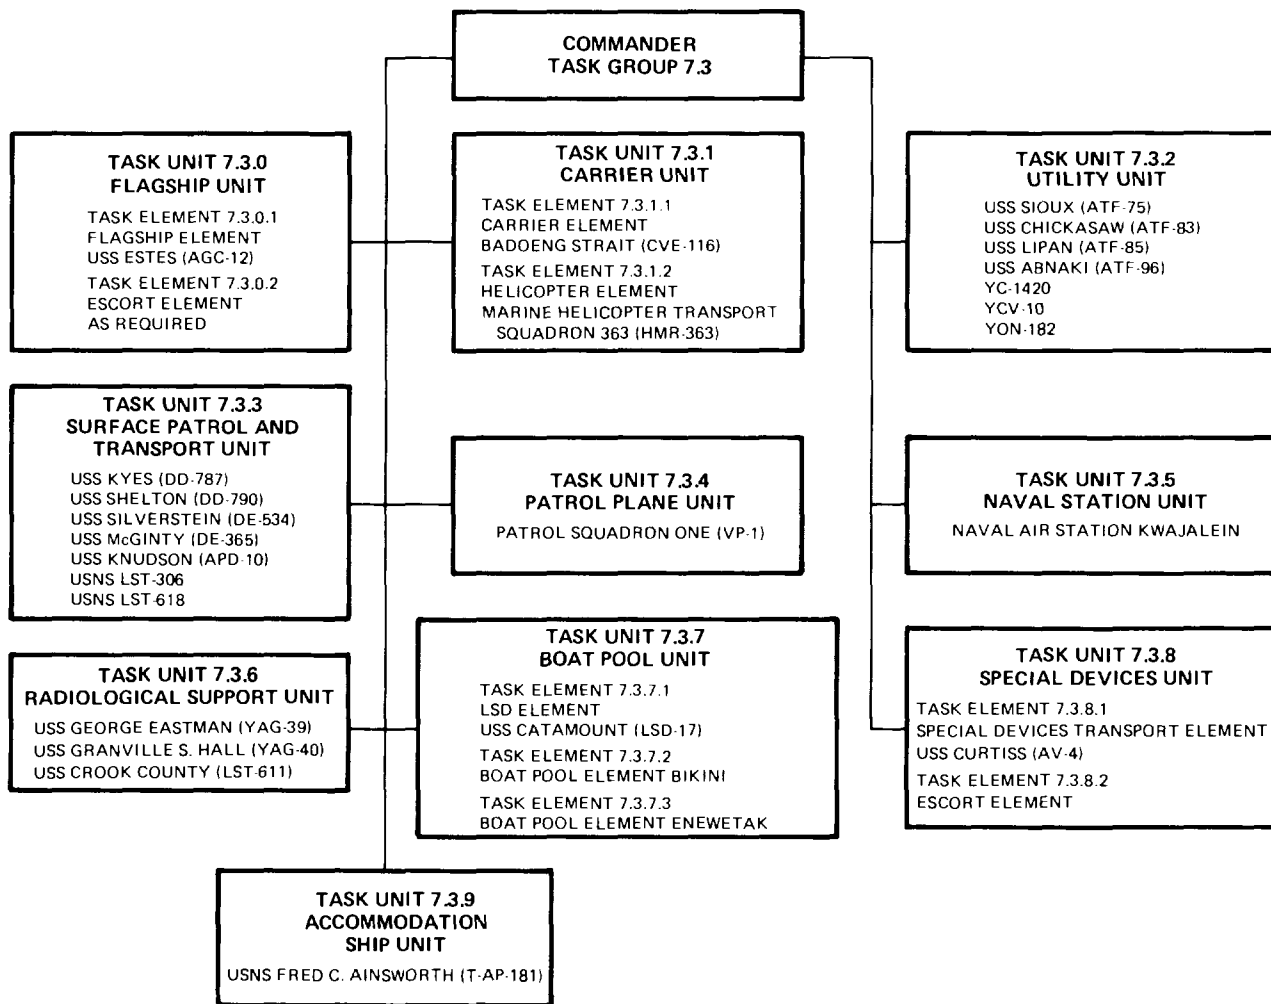 COMMANDER
TASK GROUP 7.3
TASK UNIT 7.3.0
FLAGSHIP UNIT
TASK ELEMENT 7.3.0.1
FLAGSHIP ELEMENT
USS ESTES (AGC-12)
TASK ELEMENT 7.3.0.2
ESCORT ELEMENT
AS REQUIRED
TASK UNIT 7.3.1
CARRIER UNIT
TASK ELEMENT 7.3.1.1
CARRIER ELEMENT
BADOENG STRAIT (CVE-116)
TASK ELEMENT 7.3.1.2
HELICOPTER ELEMENT
MARINE HELICOPTER TRANSPORT
SQUADRON 363 (HMR-363)
TASK UNIT 7.3.2
UTILITY UNIT
USS SIOUX (ATF-75)
USS CHICKASAW (ATF-83)
USS LIPAN (ATF-85)
USS ABNAKI (ATF-96)
YC-1420
YCV-10
YON-182
TASK UNIT 7.3.3
SURFACE PATROL AND
TRANSPORT UNIT
USS KYES (DD-787)
USS SHELTON (DD-790)
USS SILVERSTEIN (DE-534)
USS McGINTY (DE-365)
USS KNUDSON (APD-10)
USNS LST-306
USNS LST-618
TASK UNIT 7.3.4
PATROL PLANE UNIT
PATROL SQUADRON ONE (VP-1)
TASK UNIT 7.3.5
NAVAL STATION UNIT
NAVAL AIR STATION KWAJALEIN
TASK UNIT 7.3.6
RADIOLOGICAL SUPPORT UNIT
USS GEORGE EASTMAN (YAG-39)
USS GRANVILLE S. HALL (YAG-40)
USS CROOK COUNTY (LST-611)
TASK UNIT 7.3.7
BOAT POOL UNIT
TASK ELEMENT 7.3.7.1
LSD ELEMENT
USS CATAMOUNT (LSD-17)
TASK ELEMENT 7.3.7.2
BOAT POOL ELEMENT BIKINI
TASK ELEMENT 7.3.7.3
BOAT POOL ELEMENT ENEWETAK
TASK UNIT 7.3.8
SPECIAL DEVICES UNIT
TASK ELEMENT 7.3.8.1
SPECIAL DEVICES TRANSPORT ELEMENT
USS CURTISS (AV-4)
TASK ELEMENT 7.3.8.2
ESCORT ELEMENT
TASK UNIT 7.3.9
ACCOMMODATION
SHIP UNIT
USNS FRED C. AINSWORTH (T-AP-181)